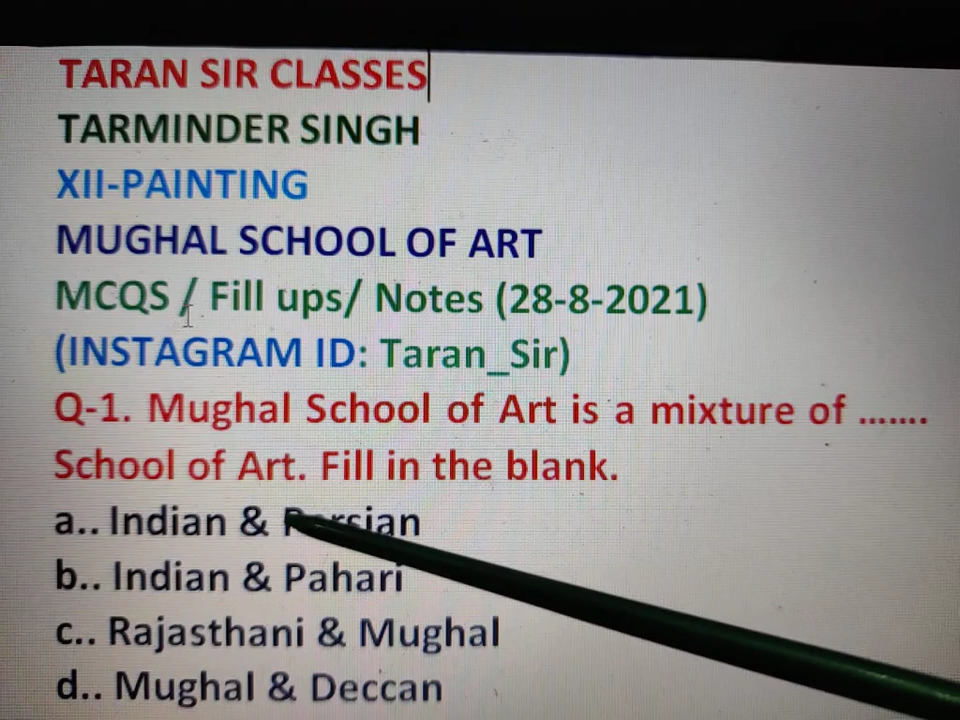 TARAN SIR CLASSES
TARMINDER SINGH
XII-PAINTING
MUGHAL SCHOOL OF ART
MCQS / Fill ups/ Notes (28-8-2021)
(INSTAGRAM ID: Taran_Sir)
Q-1. Mughal School of Art is a mixture of …….
School of Art. Fill in the blank.
a.. Indian & Persian
b.. Indian & Pahari
c.. Rajasthani & Mughal
d.. Mughal & Deccan